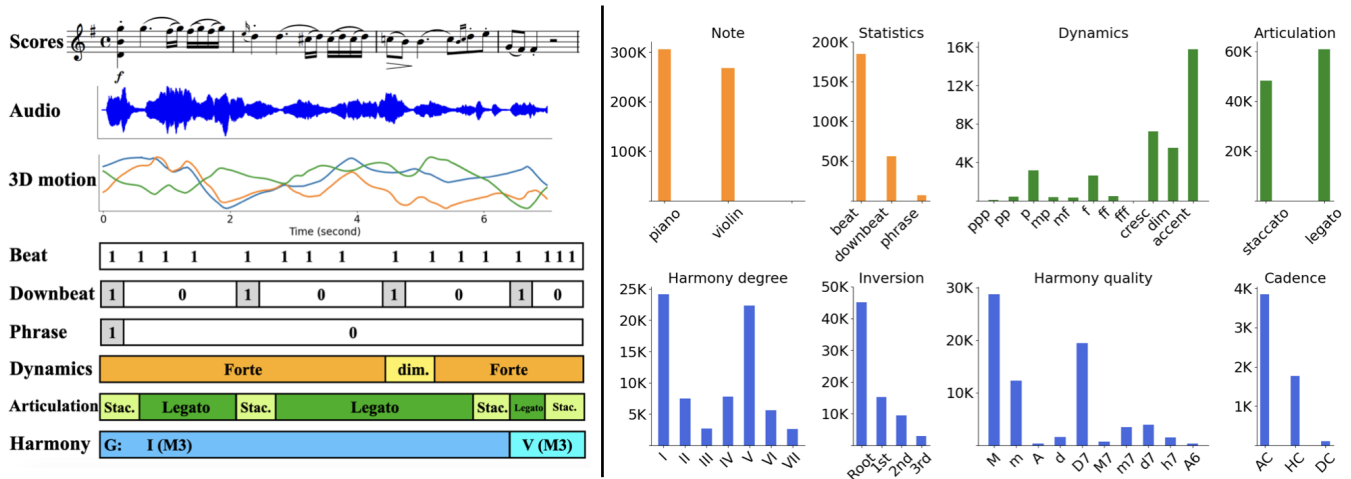 Scores
f
Audio
3D motion
0 2 4 6
Time (second)
Beat 1 1 1 1 1 1 1 1 1 1 1 1 1 1 1 1
Downbeat 1 0 1 0 1 0 1 0
Phrase 1 0
Dynamics Forte dim. Forte
Articulation Stac. Legato Stac. Legato Stac. Legato Stac.
Harmony G: I (M3) V (M3)
Note
300K
200K
100K
piano violin
Statistics
200K
150K
100K
50K
beat downbeat phrase
Dynamics
16K
12K
8K
4K
ppp pp p mp mf f ff fff cresc dim accent
Articulation
60K
40K
20K
staccato legato
Harmony degree
25K
20K
15K
10K
5K
I II III IV V VI VII
Inversion
50K
40K
30K
20K
10K
Root 1st 2nd 3rd
Harmony quality
30K
20K
10K
M m A d D7 M7 m7 d7 h7 A6
Cadence
4K
3K
2K
1K
AC HC DC